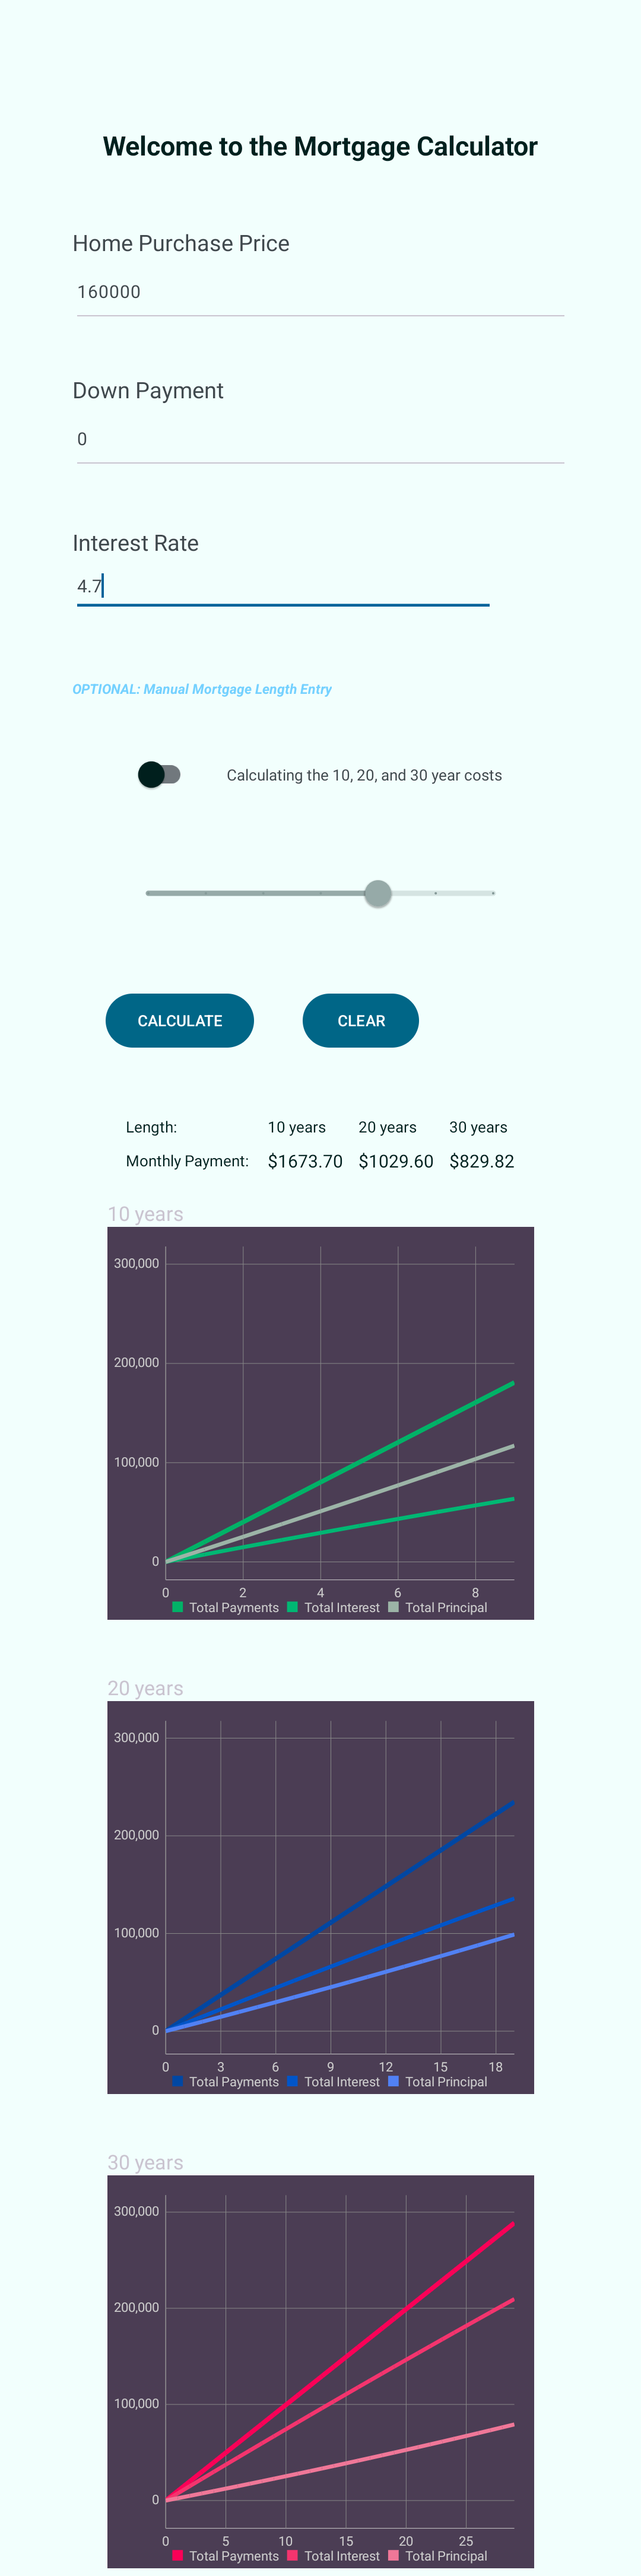 Welcome to the Mortgage Calculator
Home Purchase Price
160000
Down Payment
0
Interest Rate
4.7
OPTIONAL: Manual Mortgage Length Entry
Calculating the 10, 20, and 30 year costs
CALCULATE CLEAR
Length: 10 years 20 years 30 years
Monthly Payment: $1673.70 $1029.60 $829.82
10 years
300,000
200,000
100,000
0
0 2 4 6 8
Total Payments Total Interest Total Principal
20 years
300,000
200,000
100,000
0
0 3 6 9 12 15 18
Total Payments Total Interest Total Principal
30 years
300,000
200,000
100,000
0
0 5 10 15 20 25
Total Payments Total Interest Total Principal